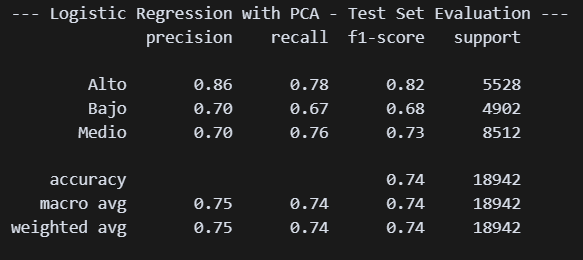 --- Logistic Regression with PCA - Test Set Evaluation ---
              precision    recall  f1-score   support

        Alto       0.86      0.78      0.82      5528
        Bajo       0.70      0.67      0.68      4902
       Medio       0.70      0.76      0.73      8512

    accuracy                           0.74     18942
   macro avg       0.75      0.74      0.74     18942
weighted avg       0.75      0.74      0.74     18942